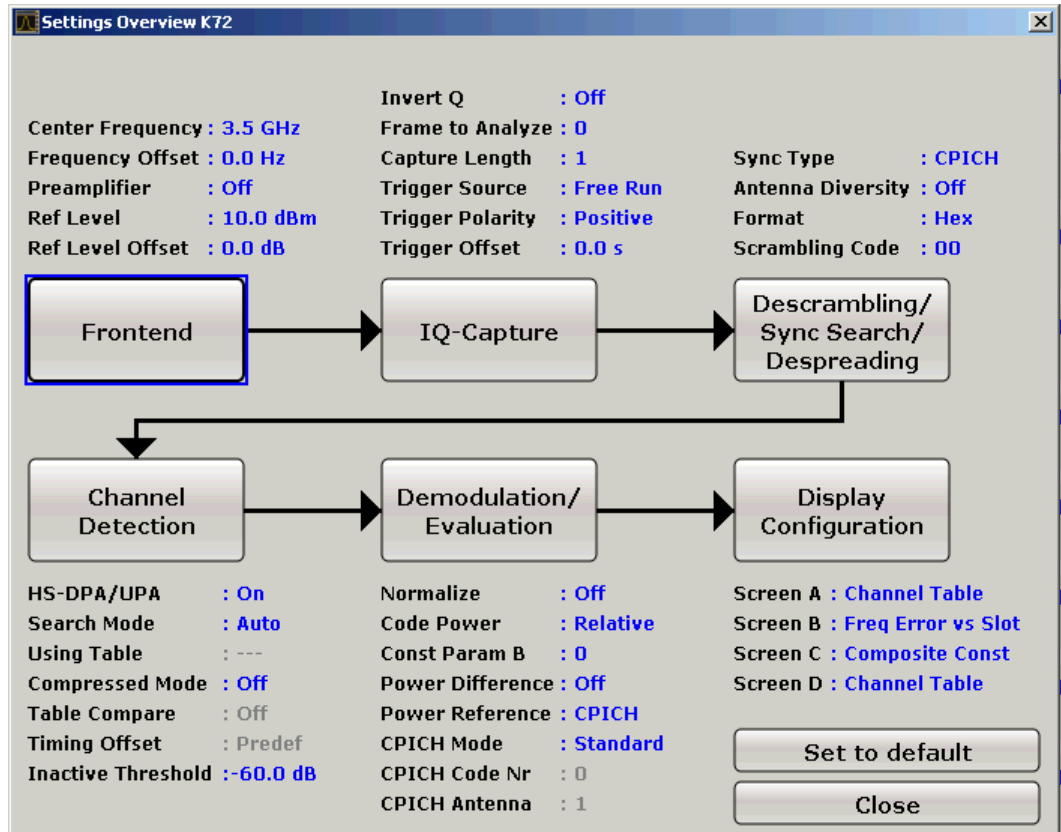 Settings Overview K72
Center Frequency : 3.5 GHz
Frequency Offset : 0.0 Hz
Preamplifier : Off
Ref Level : 10.0 dBm
Ref Level Offset : 0.0 dB
Invert Q : Off
Frame to Analyze : 0
Capture Length : 1
Trigger Source : Free Run
Trigger Polarity : Positive
Trigger Offset : 0.0 s
Sync Type : CPICH
Antenna Diversity : Off
Format : Hex
Scrambling Code : 00
Frontend
IQ-Capture
Descrambling/
Sync Search/
Despreading
Channel
Detection
Demodulation/
Evaluation
Display
Configuration
HS-DPA/UPA : On
Search Mode : Auto
Using Table : ---
Compressed Mode : Off
Table Compare : Off
Timing Offset : Predef
Inactive Threshold :-60.0 dB
Normalize : Off
Code Power : Relative
Const Param B : 0
Power Difference : Off
Power Reference : CPICH
CPICH Mode : Standard
CPICH Code Nr : 0
CPICH Antenna : 1
Screen A : Channel Table
Screen B : Freq Error vs Slot
Screen C : Composite Const
Screen D : Channel Table
Set to default
Close